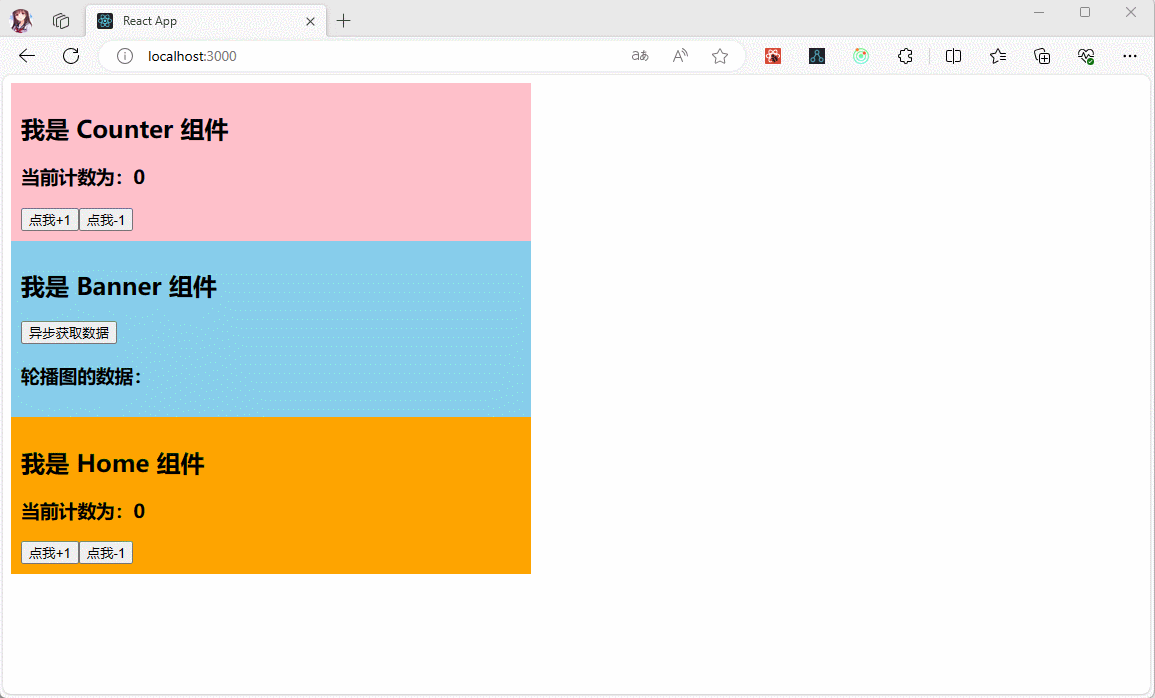 React App
localhost:3000
我是 Counter 组件
当前计数为：0
点我+1 点我-1
我是 Banner 组件
异步获取数据
轮播图的数据：
我是 Home 组件
当前计数为：0
点我+1 点我-1